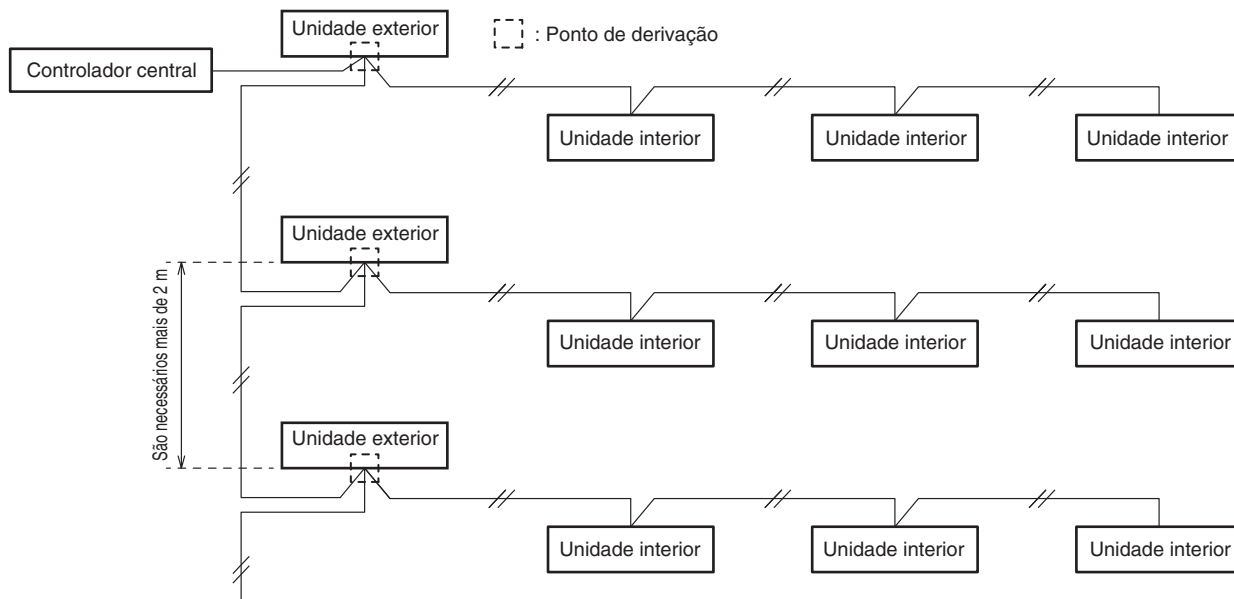 Unidade exterior
: Ponto de derivação
Controlador central
Unidade interior
Unidade interior
Unidade interior
Unidade exterior
São necessários mais de 2 m
Unidade interior
Unidade interior
Unidade interior
Unidade exterior
Unidade interior
Unidade interior
Unidade interior